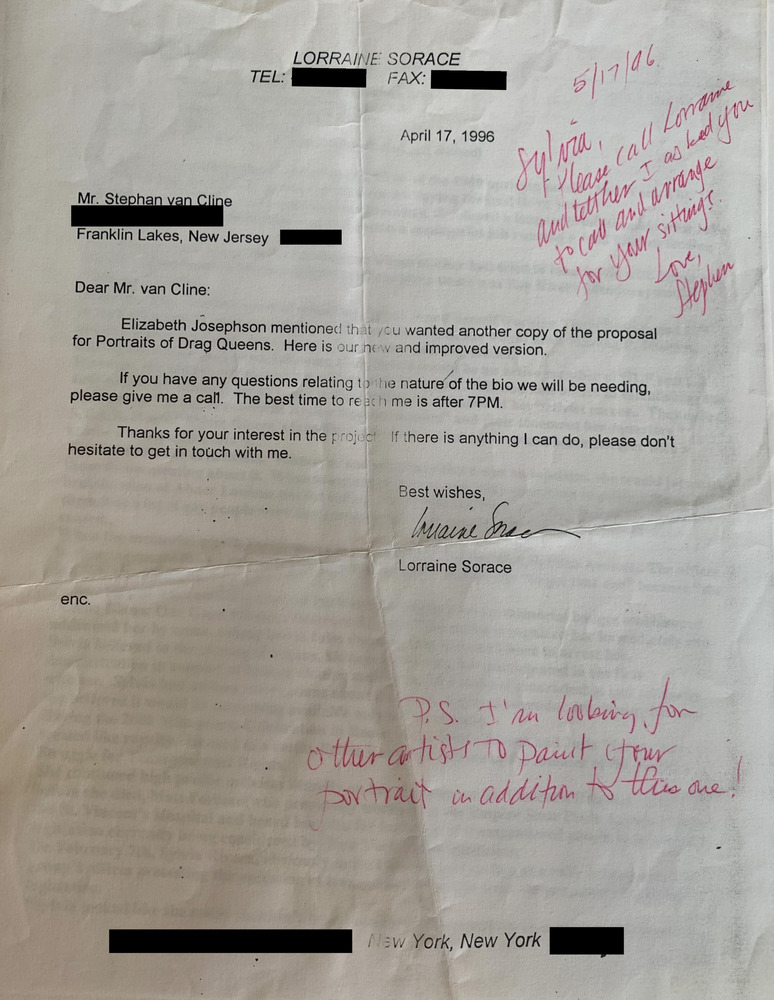 LORRAINE SORACE
TEL: FAX:
5/17/96
Sylvia,
Please call Lorraine
and tell her I asked you
to call and arrange
for your sittings.
Love,
Stephen
April 17, 1996
Mr. Stephan van Cline
Franklin Lakes, New Jersey
Dear Mr. van Cline:
Elizabeth Josephson mentioned that you wanted another copy of the proposal
for Portraits of Drag Queens. Here is our new and improved version.
If you have any questions relating to the nature of the bio we will be needing,
please give me a call. The best time to reach me is after 7PM.
Thanks for your interest in the project. If there is anything I can do, please don't
hesitate to get in touch with me.
Best wishes,
Lorraine Sorace
Lorraine Sorace
enc.
P.S. I'm looking for
other artists to paint your
portrait in addition to this one!
New York, New York